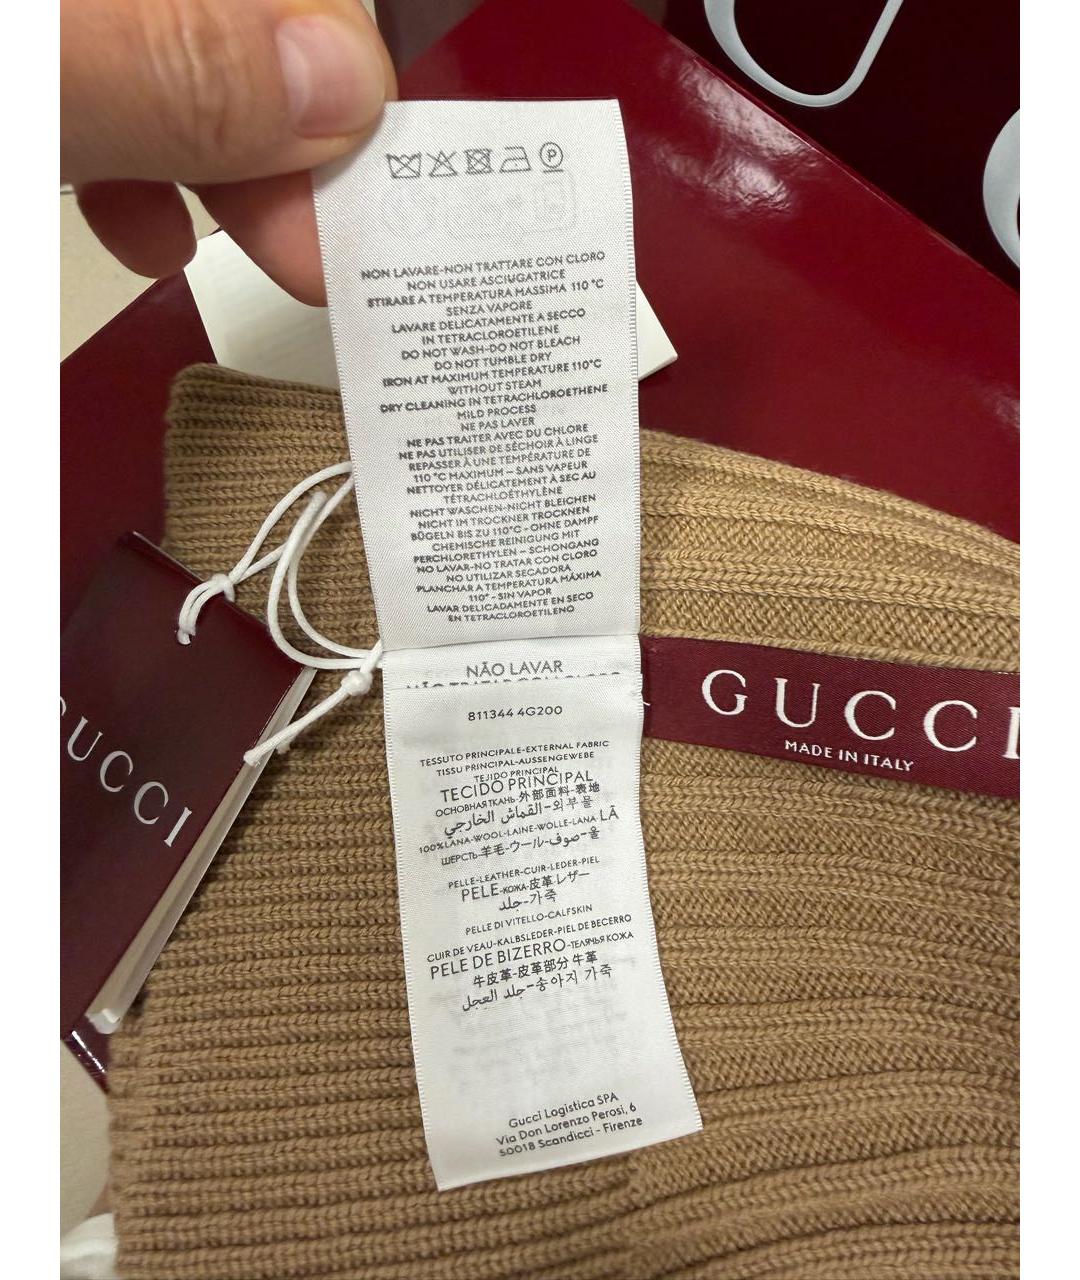 P
NON LAVARE-NON TRATTARE CON CLORO
NON USARE ASCIUGATRICE
STIRARE A TEMPERATURA MASSIMA 110 °C
SENZA VAPORE
LAVARE DELICATAMENTE A SECCO
IN TETRACLOROETILENE
DO NOT WASH-DO NOT BLEACH
DO NOT TUMBLE DRY
IRON AT MAXIMUM TEMPERATURE 110°C
WITHOUT STEAM
DRY CLEANING IN TETRACHLOROETHENE
MILD PROCESS
NE PAS LAVER
NE PAS TRAITER AVEC DU CHLORE
NE PAS UTILISER DE SÉCHOIR À LINGE
REPASSER À UNE TEMPÉRATURE DE
110 °C MAXIMUM – SANS VAPEUR
NETTOYER DÉLICATEMENT À SEC AU
TÉTRACHLOÉTHYLÈNE
NICHT WASCHEN-NICHT BLEICHEN
NICHT IM TROCKNER TROCKNEN
BÜGELN BIS ZU 110°C - OHNE DAMPF
CHEMISCHE REINIGUNG MIT
PERCHLORETHYLEN – SCHONGANG
NO LAVAR-NO TRATAR CON CLORO
NO UTILIZAR SECADORA
PLANCHAR A TEMPERATURA MÁXIMA
110° - SIN VAPOR
LAVAR DELICADAMENTE EN SECO
EN TETRACLOROETILENO
NÃO LAVAR
811344 4G200
TESSUTO PRINCIPALE-EXTERNAL FABRIC
TISSU PRINCIPAL-AUSSENGEWEBE
TEJIDO PRINCIPAL
TECIDO PRINCIPAL
ОСНОВНАЯ ТКАНЬ-外部面料-表地
القماش الخارجي-외부물
100%LANA-WOOL-LAINE-WOLLE-LANA LÃ
ШЕРСТЬ-羊毛-ウール-صوف-울
PELLE-LEATHER-CUIR-LEDER-PIEL
PELE-КОЖА-皮革レザー
جلد-가죽
PELLE DI VITELLO-CALFSKIN
CUIR DE VEAU-KALBSLEDER-PIEL DE BECERRO
PELE DE BIZERRO-ТЕЛЯЧЬЯ КОЖА
牛皮革-皮革部分 牛革
جلد العجل-송아지 가죽
Gucci Logistica SPA
Via Don Lorenzo Perosi, 6
50018 Scandicci - Firenze
GUCCI
MADE IN ITALY
GUCCI